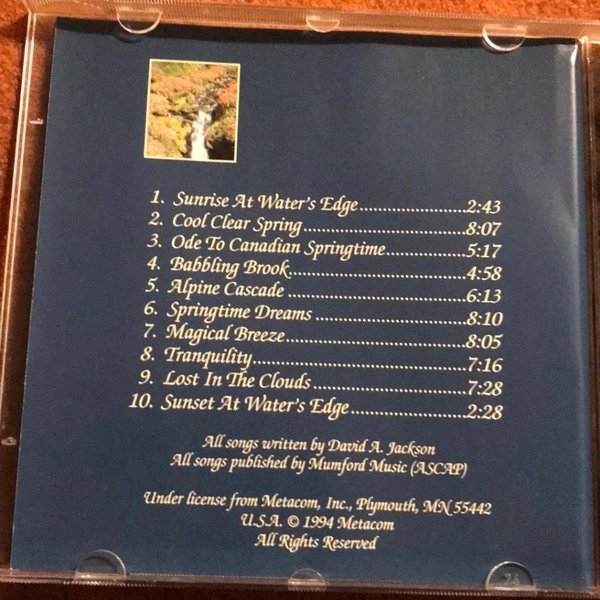 1. Sunrise At Water's Edge........................2:43
2. Cool Clear Spring.....................................8:07
3. Ode To Canadian Springtime..................5:17
4. Babbling Brook.......................................4:58
5. Alpine Cascade .......................................6:13
6. Springtime Dreams .................................8:10
7. Magical Breeze........................................8:05
8. Tranquility...............................................7:16
9. Lost In The Clouds..................................7:28
10. Sunset At Water's Edge..........................2:28
All songs written by David A. Jackson
All songs published by Mumford Music (ASCAP)
Under license from Metacom, Inc., Plymouth, MN 55442
U.S.A. © 1994 Metacom
All Rights Reserved